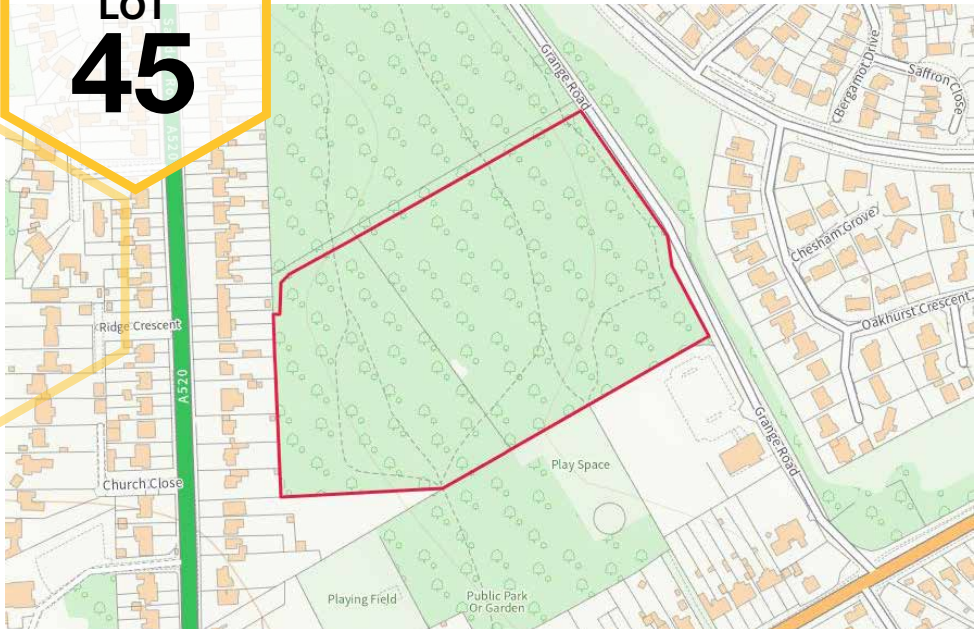 LOT
45
Grange Road
Bergamot Drive
Saffron Close
A520
Chesham Grove
Ridge Crescent
Oakhurst Crescent
A520
Grange Road
Play Space
Church Close
Playing Field
Public Park
Or Garden